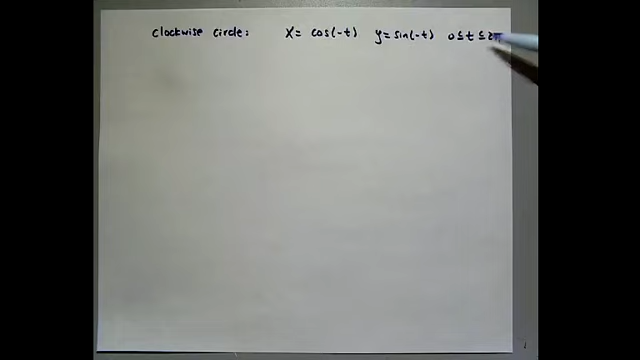 Clockwise Circle: X= cos(-t) y= sin(-t) 0≤t≤2π